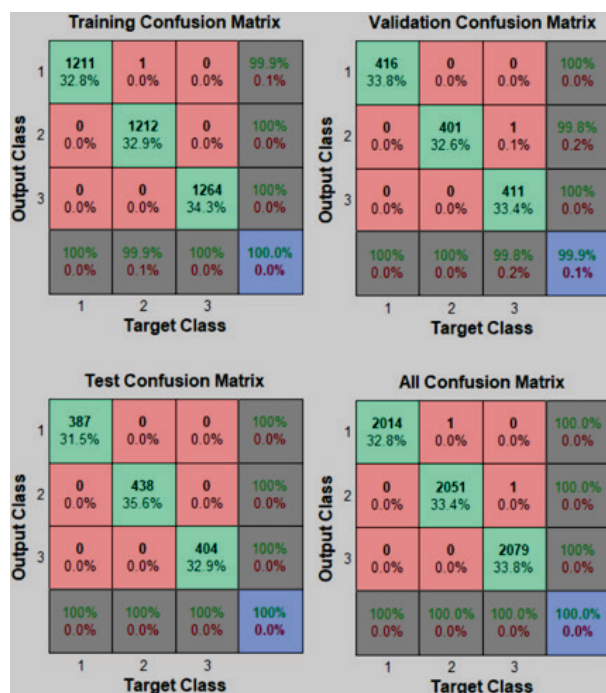 Training Confusion Matrix
Output Class
1
1211 1 0 99.9%
32.8% 0.0% 0.0% 0.1%
2
0 1212 0 100%
0.0% 32.9% 0.0% 0.0%
3
0 0 1264 100%
0.0% 0.0% 34.3% 0.0%
100% 99.9% 100% 100.0%
0.0% 0.1% 0.0% 0.0%
1 2 3
Target Class
Validation Confusion Matrix
Output Class
1
416 0 0 100%
33.8% 0.0% 0.0% 0.0%
2
0 401 1 99.8%
0.0% 32.6% 0.1% 0.2%
3
0 0 411 100%
0.0% 0.0% 33.4% 0.0%
100% 100% 99.8% 99.9%
0.0% 0.0% 0.2% 0.1%
1 2 3
Target Class
Test Confusion Matrix
Output Class
1
387 0 0 100%
31.5% 0.0% 0.0% 0.0%
2
0 438 0 100%
0.0% 35.6% 0.0% 0.0%
3
0 0 404 100%
0.0% 0.0% 32.9% 0.0%
100% 100% 100% 100%
0.0% 0.0% 0.0% 0.0%
1 2 3
Target Class
All Confusion Matrix
Output Class
1
2014 1 0 100.0%
32.8% 0.0% 0.0% 0.0%
2
0 2051 1 100.0%
0.0% 33.4% 0.0% 0.0%
3
0 0 2079 100%
0.0% 0.0% 33.8% 0.0%
100% 100.0% 100.0% 100.0%
0.0% 0.0% 0.0% 0.0%
1 2 3
Target Class